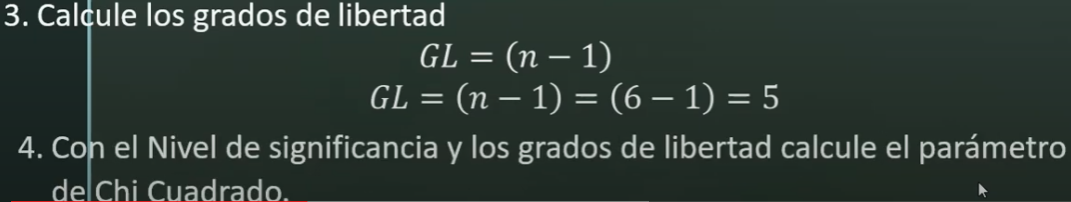 3. Calcule los grados de libertad
GL = (n − 1)
GL = (n − 1) = (6 − 1) = 5
4. Con el Nivel de significancia y los grados de libertad calcule el parámetro
de Chi Cuadrado.